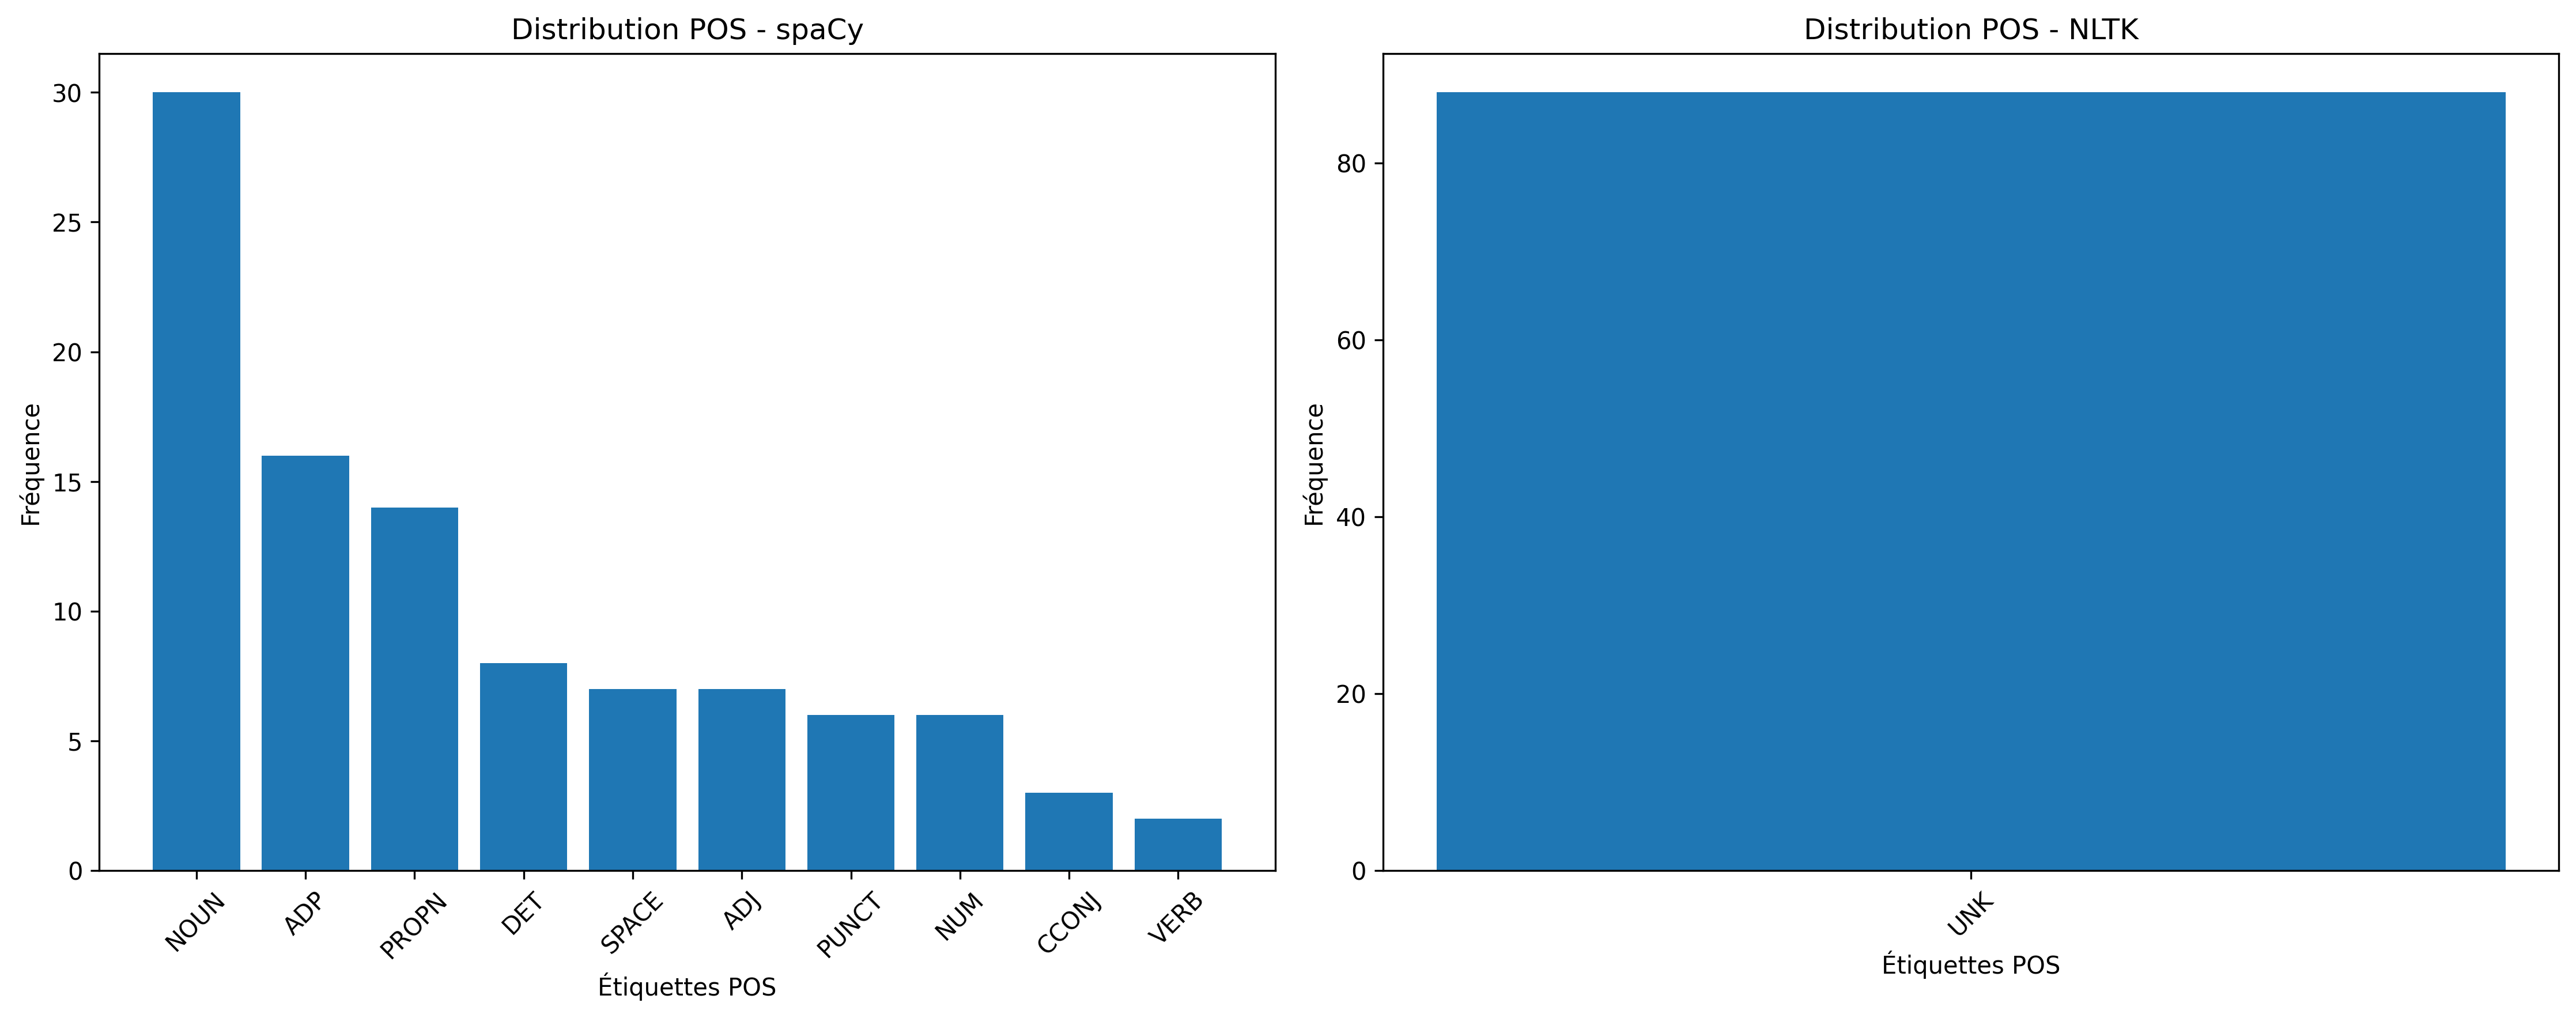 Distribution POS - spaCy
Fréquence
30
25
20
15
10
5
0
NOUN
ADP
PROPN
DET
SPACE
ADJ
PUNCT
NUM
CCONJ
VERB
Étiquettes POS
Distribution POS - NLTK
Fréquence
80
60
40
20
0
UNK
Étiquettes POS